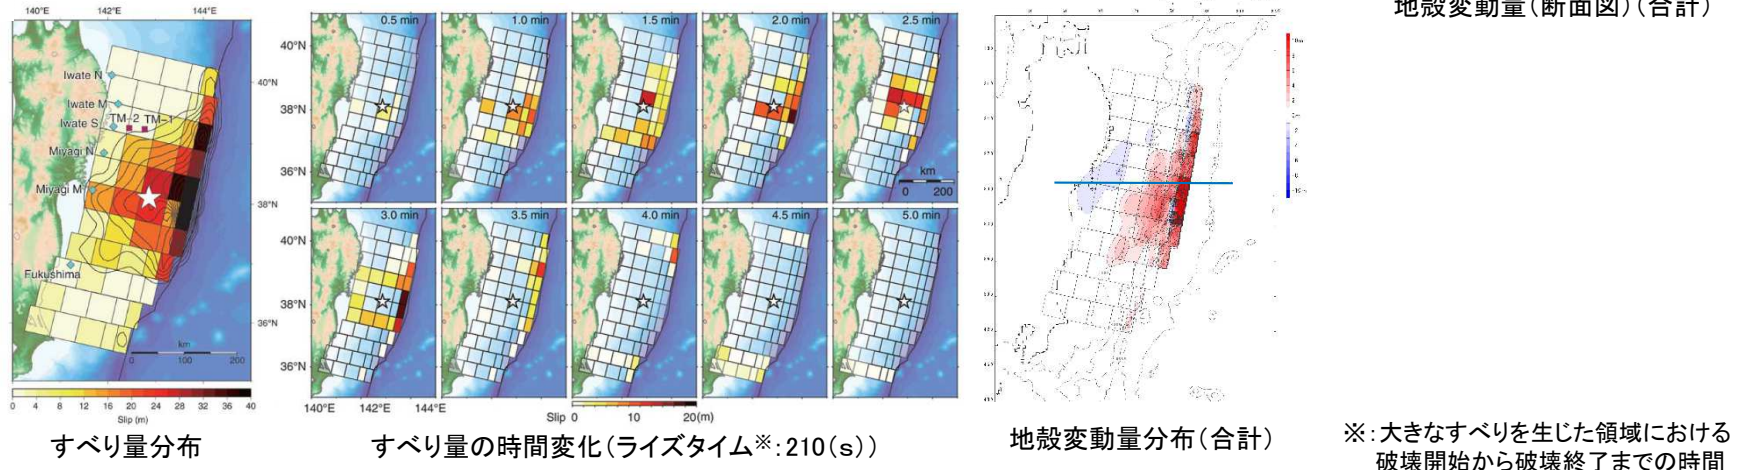 地殻変動量(断面図)(合計)
140°E
142°E
144°E
Iwate N
Iwate M
Iwate S
TM-2
TM-1
Miyagi N
Miyagi M
Fukushima
40°N
38°N
36°N
km
0
100
200
0 4 8 12 16 20 24 28 32 36 40
Slip (m)
すべり量分布
0.5 min
1.0 min
1.5 min
2.0 min
2.5 min
40°N
38°N
36°N
km
0 200
3.0 min
3.5 min
4.0 min
4.5 min
5.0 min
40°N
38°N
36°N
140°E 142°E 144°E
Slip 0 10 20(m)
すべり量の時間変化(ライズタイム※:210(s))
地殻変動量分布(合計)
※:大きなすべりを生じた領域における
破壊開始から破壊終了までの時間